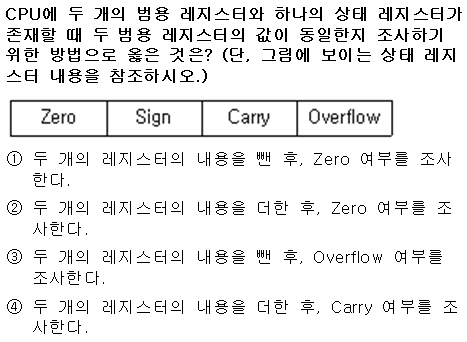 CPU에 두 개의 범용 레지스터와 하나의 상태 레지스터가
존재할 때 두 범용 레지스터의 값이 동일한지 조사하기
위한 방법으로 옳은 것은? (단, 그림에 보이는 상태 레지
스터 내용을 참조하시오.)
Zero Sign Carry Overflow
① 두 개의 레지스터의 내용을 뺀 후, Zero 여부를 조사
한다.
② 두 개의 레지스터의 내용을 더한 후, Zero 여부를 조
사한다.
③ 두 개의 레지스터의 내용을 뺀 후, Overflow 여부를
조사한다.
④ 두 개의 레지스터의 내용을 더한 후, Carry 여부를 조
사한다.